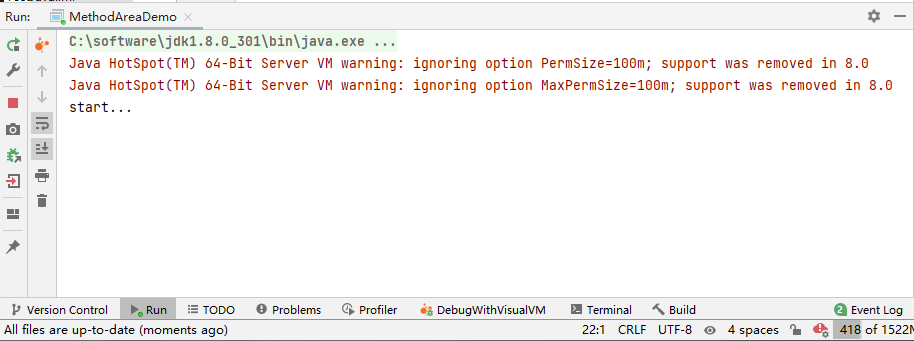 Run: MethodAreaDemo
C:\software\jdk1.8.0_301\bin\java.exe ...
Java HotSpot(TM) 64-Bit Server VM warning: ignoring option PermSize=100m; support was removed in 8.0
Java HotSpot(TM) 64-Bit Server VM warning: ignoring option MaxPermSize=100m; support was removed in 8.0
start...
Version Control Run TODO Problems Profiler DebugWithVisualVM Terminal Build 2 Event Log
All files are up-to-date (moments ago) 22:1 CRLF UTF-8 4 spaces 418 of 1522M